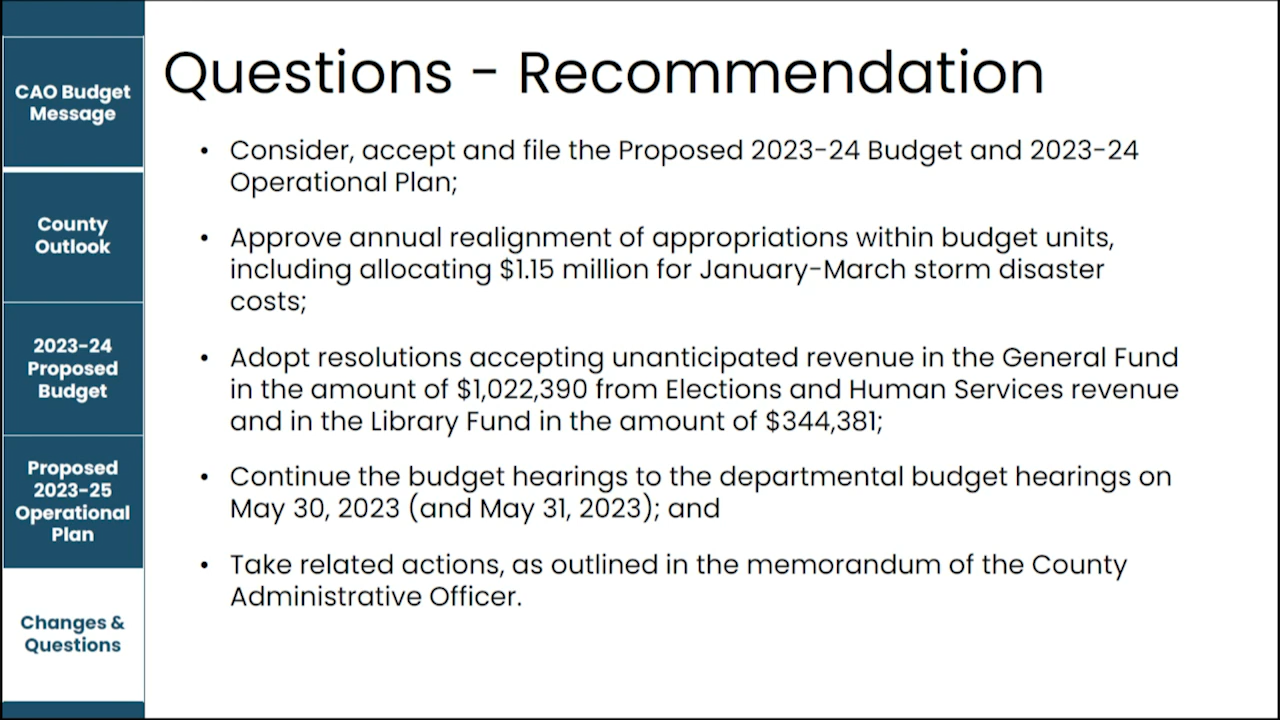 CAO Budget
Message
County
Outlook
2023-24
Proposed
Budget
Proposed
2023-25
Operational
Plan
Changes &
Questions
Questions - Recommendation
• Consider, accept and file the Proposed 2023-24 Budget and 2023-24
Operational Plan;
• Approve annual realignment of appropriations within budget units,
including allocating $1.15 million for January-March storm disaster
costs;
• Adopt resolutions accepting unanticipated revenue in the General Fund
in the amount of $1,022,390 from Elections and Human Services revenue
and in the Library Fund in the amount of $344,381;
• Continue the budget hearings to the departmental budget hearings on
May 30, 2023 (and May 31, 2023); and
• Take related actions, as outlined in the memorandum of the County
Administrative Officer.